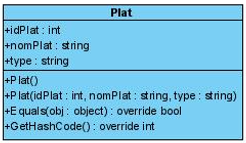 Plat
+idPlat : int
+nomPlat : string
+type : string
+Plat()
+Plat(idPlat : int, nomPlat : string, type : string)
+Equals(obj : object) : override bool
+GetHashCode() : override int